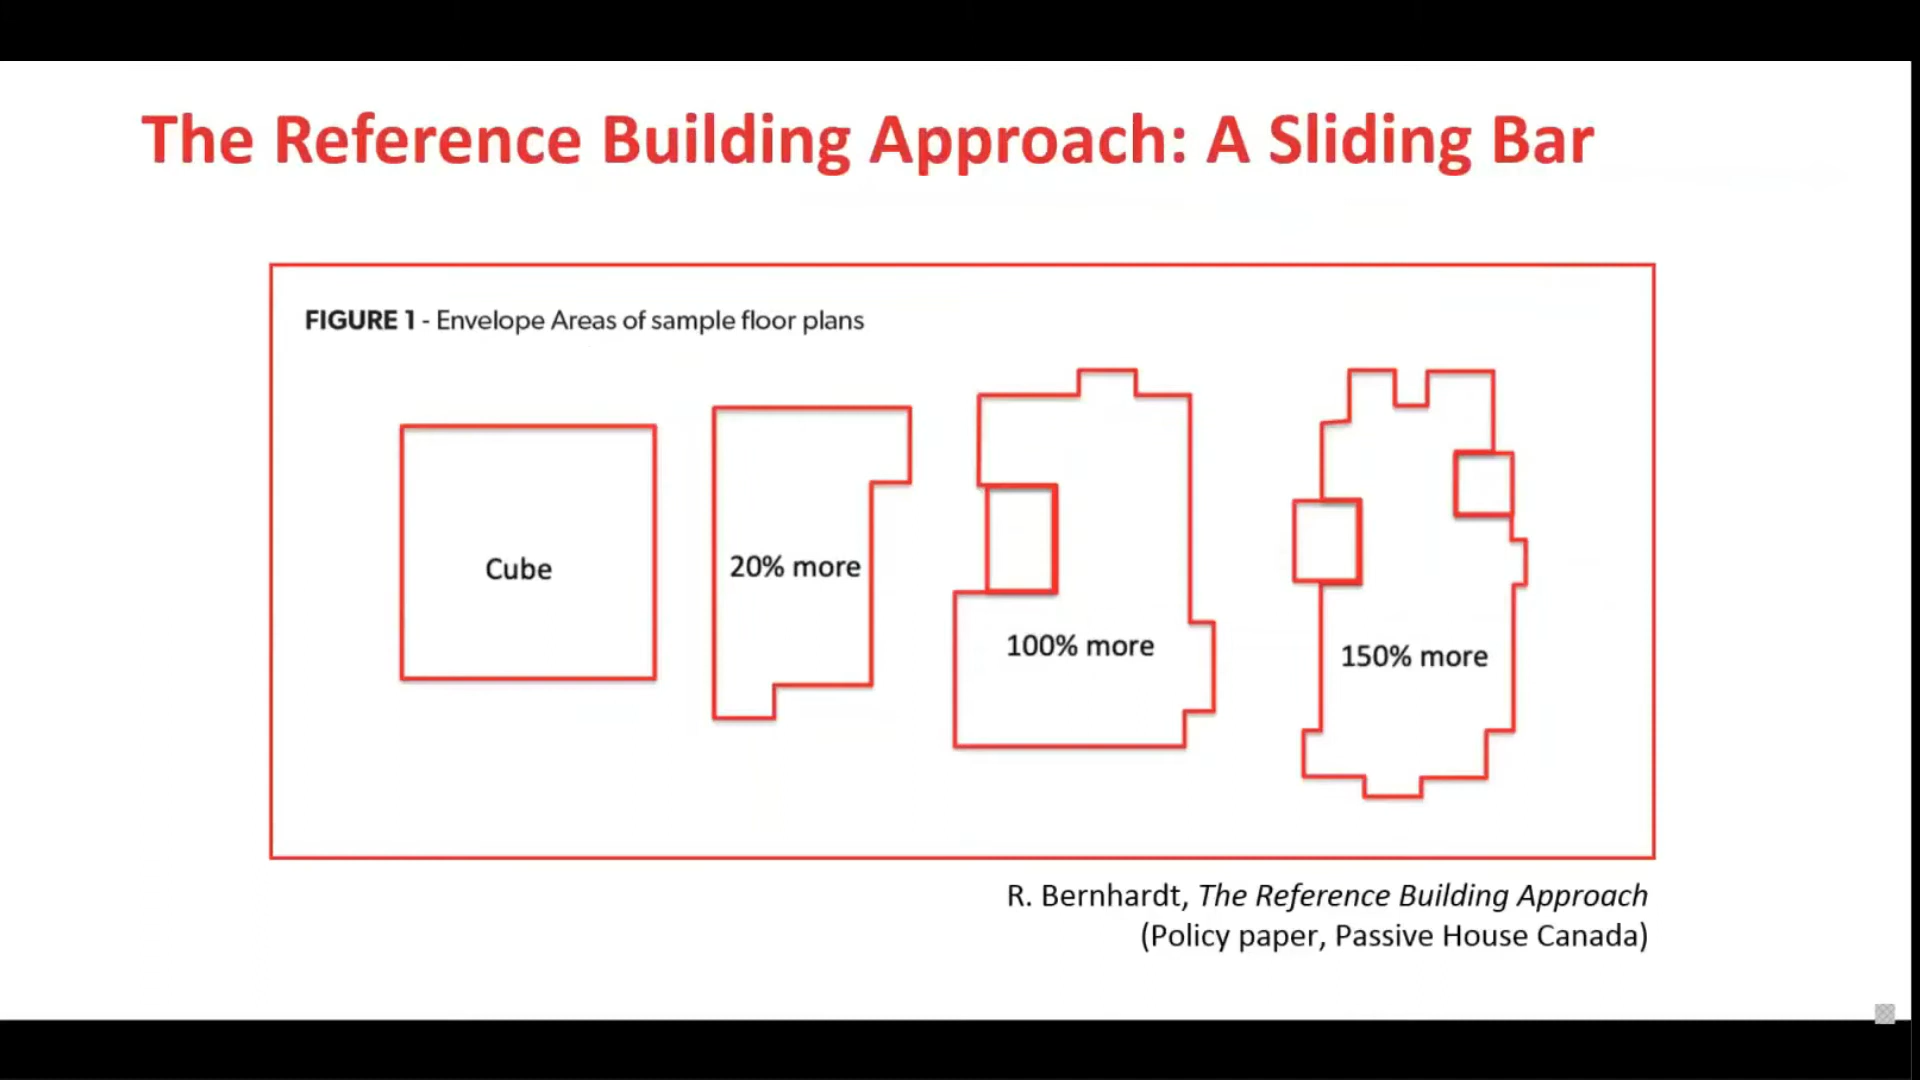 The Reference Building Approach: A Sliding Bar
FIGURE 1 - Envelope Areas of sample floor plans
Cube
20% more
100% more
150% more
R. Bernhardt, The Reference Building Approach
(Policy paper, Passive House Canada)